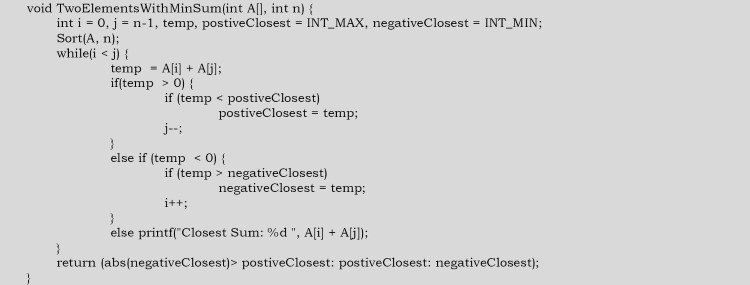 void TwoElementsWithMinSum(int A[], int n) {
int i = 0, j = n-1, temp, postiveClosest = INT_MAX, negativeClosest = INT_MIN;
Sort(A, n);
while(i < j) {
temp  = A[i] + A[j];
if(temp  > 0) {
if (temp < postiveClosest)
postiveClosest = temp;
j--;
}
else if (temp  < 0) {
if (temp > negativeClosest)
negativeClosest = temp;
i++;
}
else printf("Closest Sum: %d ", A[i] + A[j]);
}
return (abs(negativeClosest)> postiveClosest: postiveClosest: negativeClosest);
}